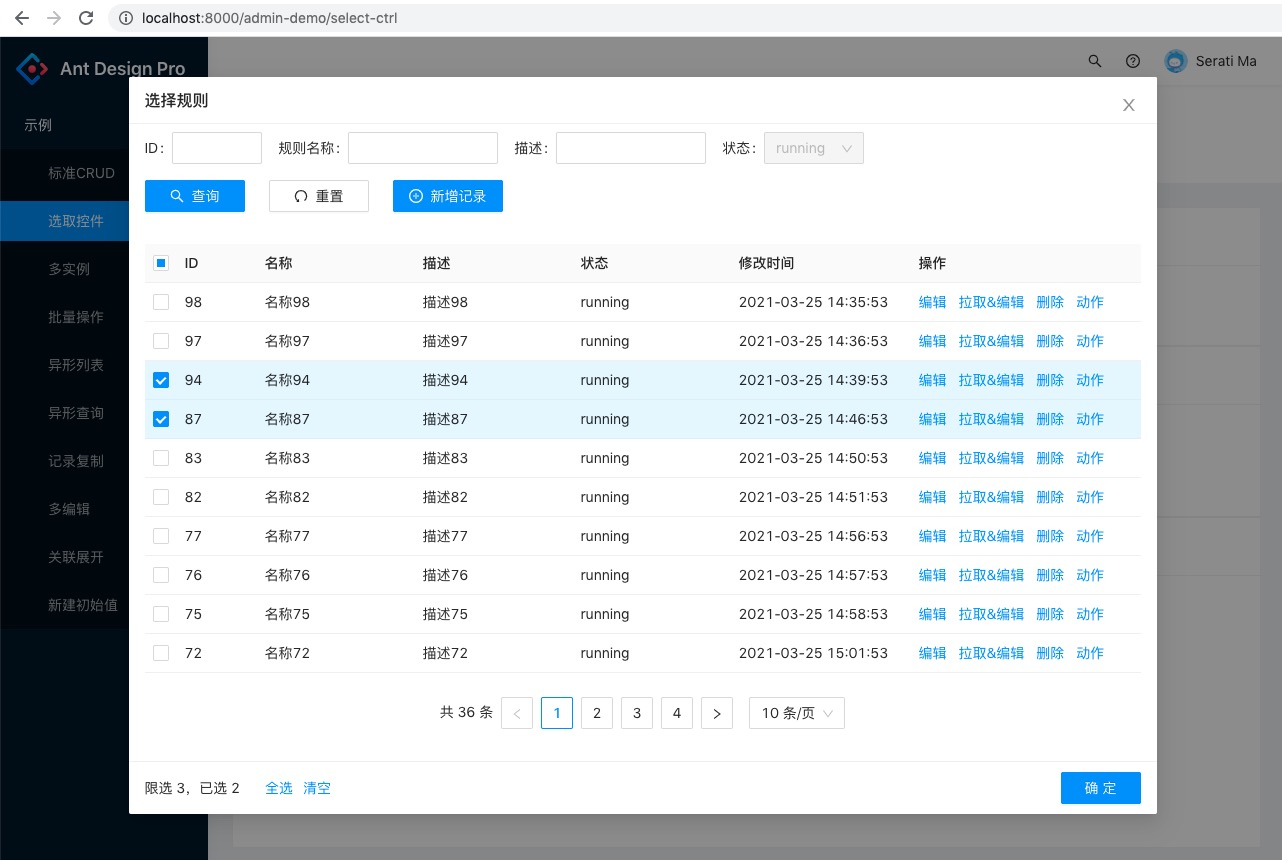 localhost:8000/admin-demo/select-ctrl
Ant Design Pro
Serati Ma
示例
标准CRUD
选取控件
多实例
批量操作
异形列表
异形查询
记录复制
多编辑
关联展开
新建初始值
选择规则
ID: 规则名称: 描述: 状态: running
查询 重置 新增记录
ID 名称 描述 状态 修改时间 操作
98 名称98 描述98 running 2021-03-25 14:35:53 编辑 拉取&编辑 删除 动作
97 名称97 描述97 running 2021-03-25 14:36:53 编辑 拉取&编辑 删除 动作
94 名称94 描述94 running 2021-03-25 14:39:53 编辑 拉取&编辑 删除 动作
87 名称87 描述87 running 2021-03-25 14:46:53 编辑 拉取&编辑 删除 动作
83 名称83 描述83 running 2021-03-25 14:50:53 编辑 拉取&编辑 删除 动作
82 名称82 描述82 running 2021-03-25 14:51:53 编辑 拉取&编辑 删除 动作
77 名称77 描述77 running 2021-03-25 14:56:53 编辑 拉取&编辑 删除 动作
76 名称76 描述76 running 2021-03-25 14:57:53 编辑 拉取&编辑 删除 动作
75 名称75 描述75 running 2021-03-25 14:58:53 编辑 拉取&编辑 删除 动作
72 名称72 描述72 running 2021-03-25 15:01:53 编辑 拉取&编辑 删除 动作
共 36 条 < 1 2 3 4 > 10 条/页
限选 3，已选 2 全选 清空 确 定